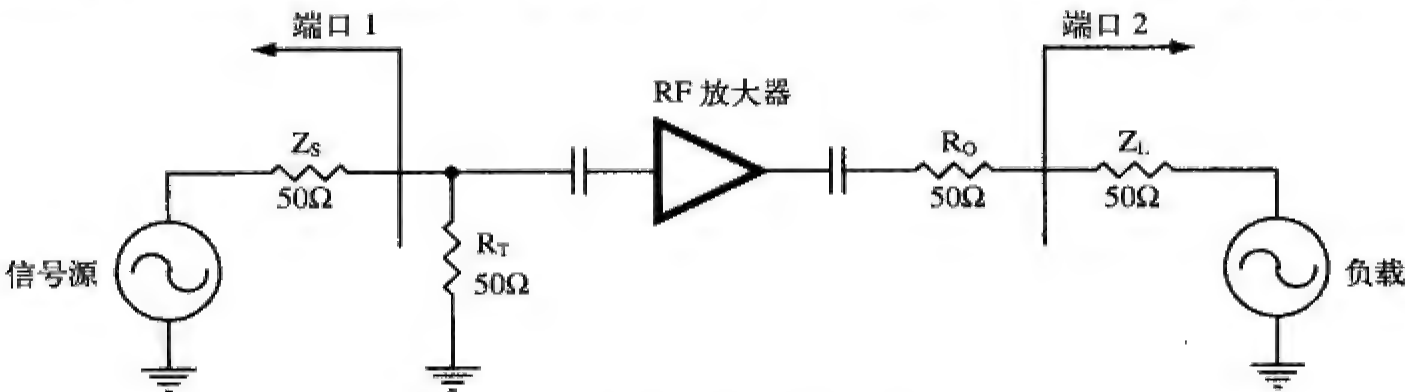 端口 1
端口 2
RF 放大器
Z_S
50Ω
R_O
50Ω
Z_L
50Ω
R_T
50Ω
信号源
负载